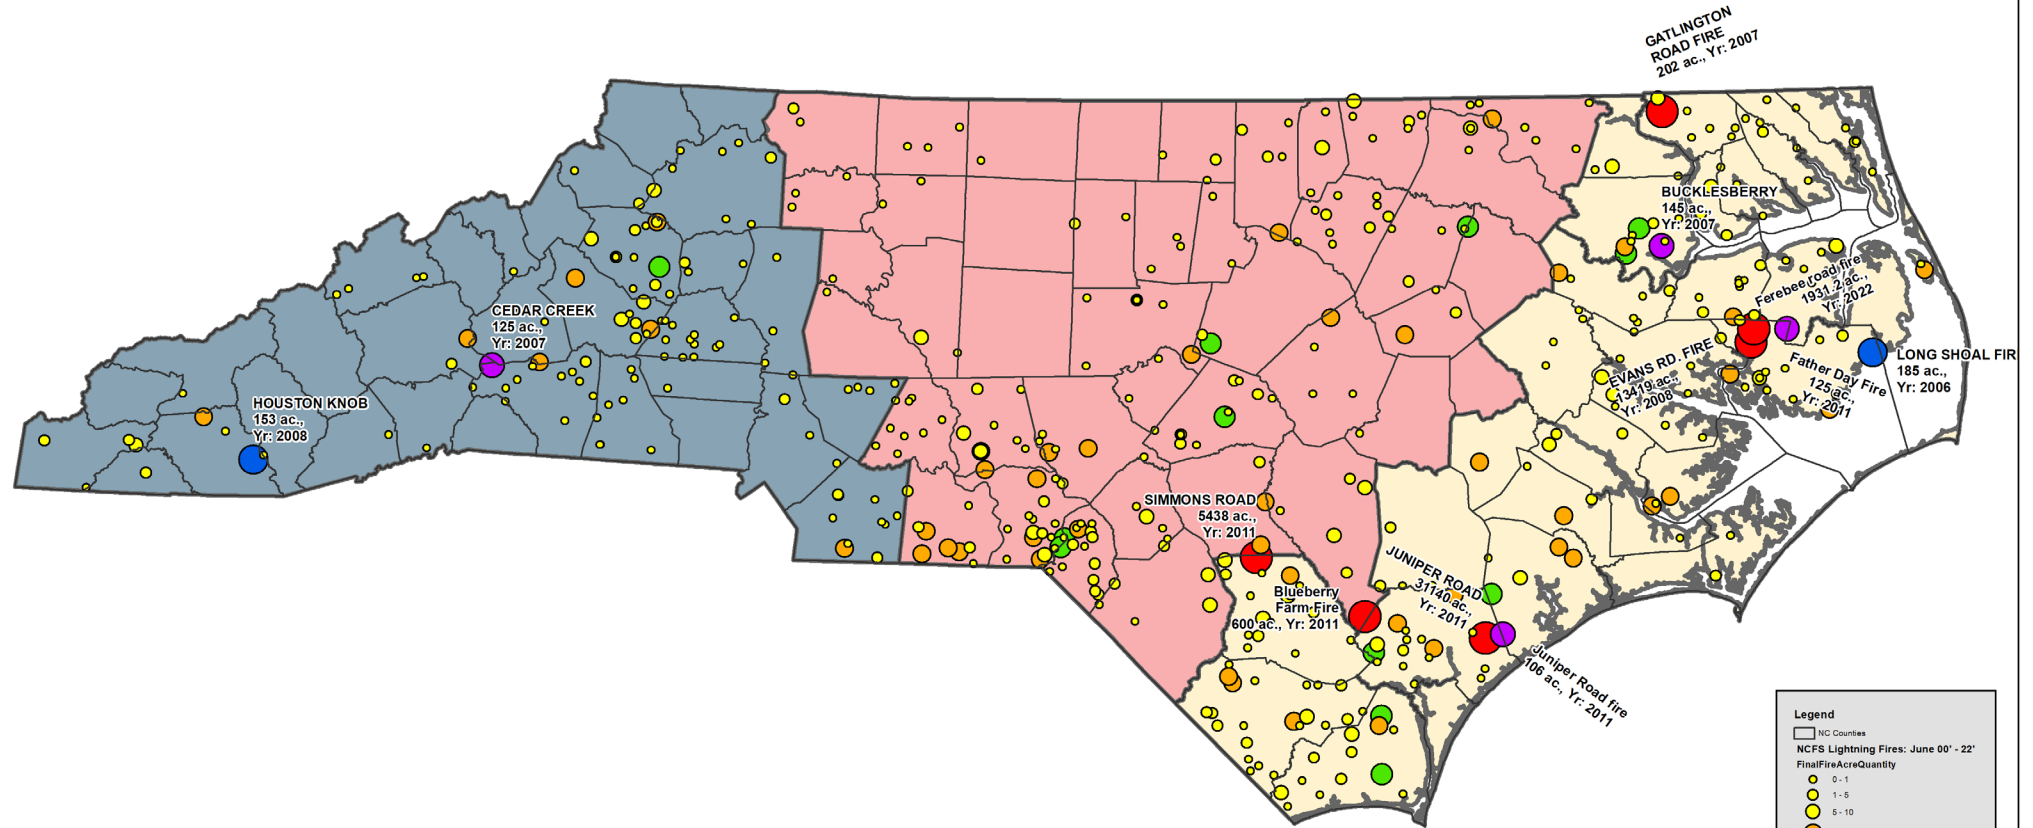 GATLINGTON
ROAD FIRE
202 ac., Yr: 2007
BUCKLESBERRY
145 ac.,
Yr: 2007
Ferebee road fire
1931.2 ac.,
Yr: 2022
CEDAR CREEK
125 ac.,
Yr: 2007
EVANS RD. FIRE
13419 ac.,
Yr: 2008
Father Day Fire
125 ac.,
Yr: 2011
LONG SHOAL FIR
185 ac.,
Yr: 2006
HOUSTON KNOB
153 ac.,
Yr: 2008
SIMMONS ROAD
5438 ac.,
Yr: 2011
JUNIPER ROAD
31140 ac.,
Yr: 2011
Blueberry
Farm Fire
600 ac., Yr: 2011
Juniper Road fire
106 ac., Yr: 2011
Legend
NC Counties
NCFS Lightning Fires: June 00' - 22'
FinalFireAcreQuantity
0 - 1
1 - 5
5 - 10